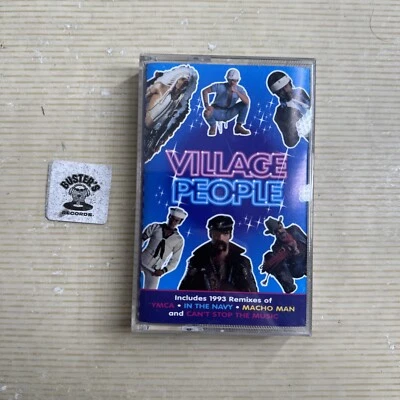 BUSTER'S
RECORDS
VILLAGE
PEOPLE
Includes 1993 Remixes of
YMCA • IN THE NAVY • MACHO MAN
and CAN'T STOP THE MUSIC